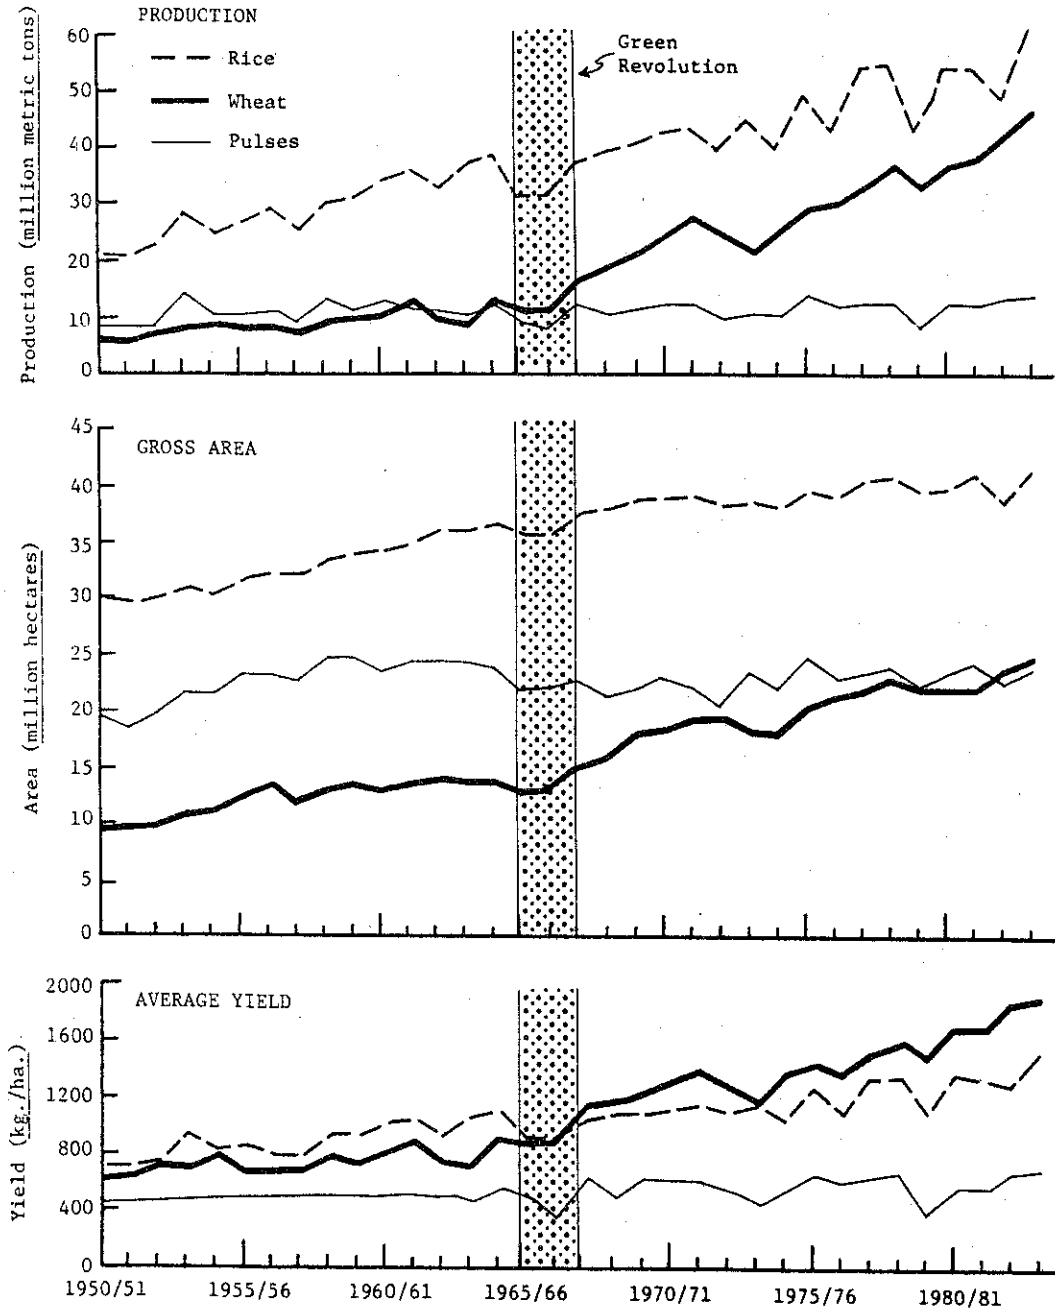 PRODUCTION
Rice
Wheat
Pulses
Green
Revolution
Production (million metric tons)
60
50
40
30
20
10
0
GROSS AREA
Area (million hectares)
45
40
35
30
25
20
15
10
5
0
AVERAGE YIELD
Yield (kg./ha.)
2000
1600
1200
800
400
0
1950/51 1955/56 1960/61 1965/66 1970/71 1975/76 1980/81